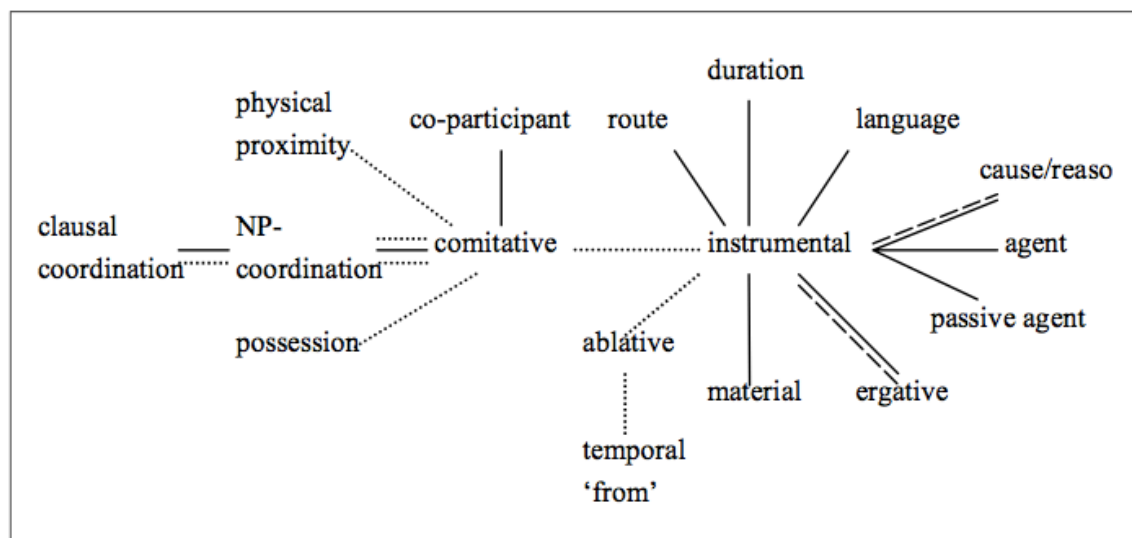 duration
physical
proximity
co-participant
route
language
cause/reaso
clausal
coordination
NP-
coordination
comitative
instrumental
agent
passive agent
possession
ablative
material
ergative
temporal
‘from’